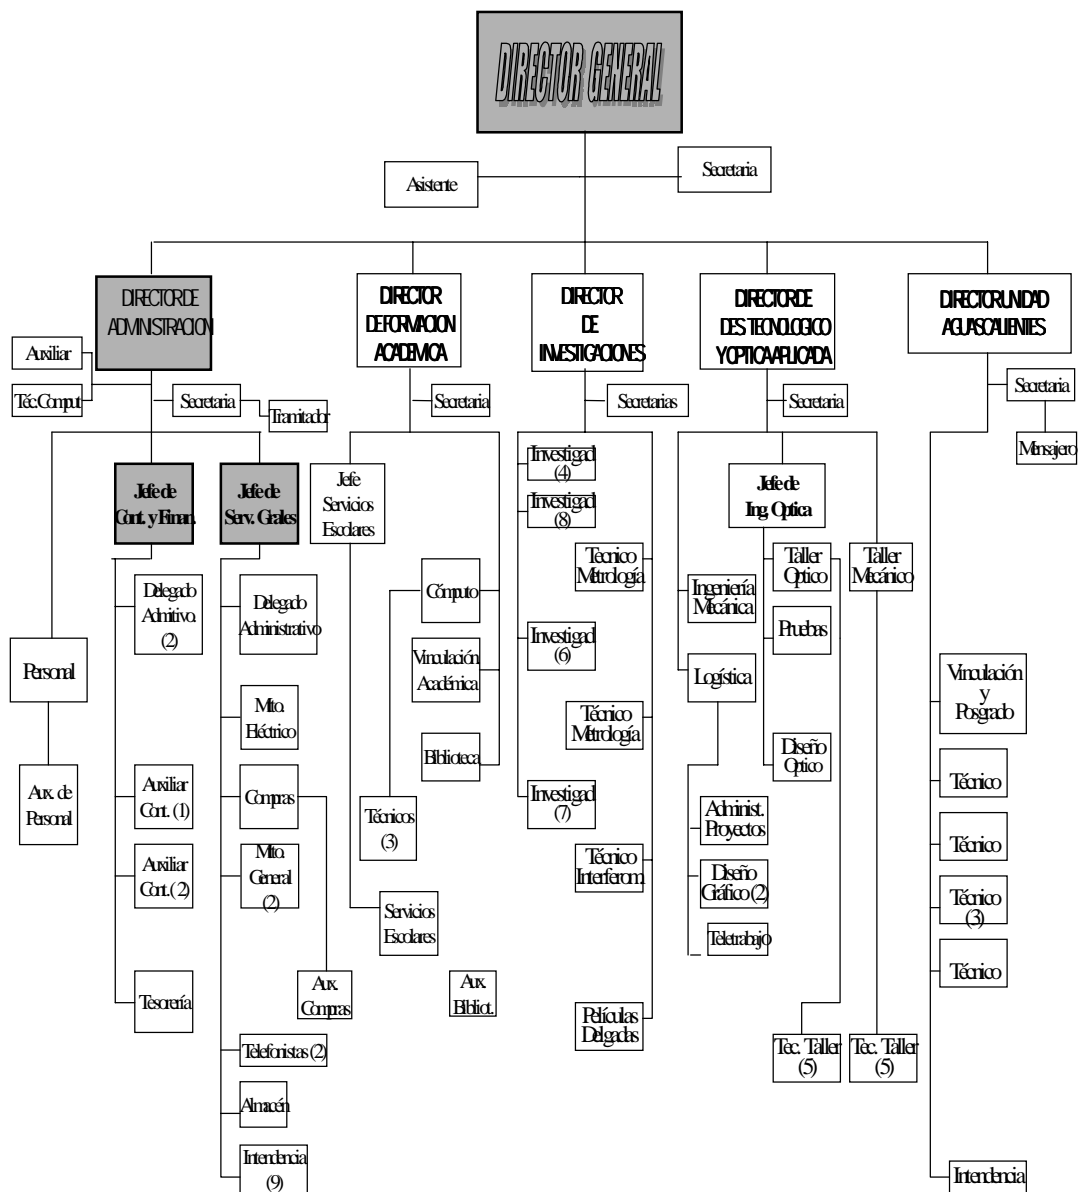 DIRECTOR GENERAL
Asistente
Secretaria
DIRECTOR DE
ADMINISTRACION
DIRECTOR
DE FORMACION
ACADEMICA
DIRECTOR
DE
INVESTIGACIONES
DIRECTOR DE
DES TECNOLOGICO
Y OPTICA APLICADA
DIRECTOR UNIDAD
AGUASCALIENTES
Auxiliar
Téc. Comput
Secretaria
Tramitador
Secretaria
Secretarias
Secretaria
Secretaria
Mensajero
Jefe de
Cont. y Finan.
Jefe de
Serv. Grales
Jefe
Servicios
Escolares
Investigad
(4)
Investigad
(8)
Jefe de
Ing. Optica
Técnico
Metrología
Ingeniería
Mecánica
Taller
Optico
Taller
Mecánico
Delegado
Admitivo.
(2)
Delegado
Administrativo
Cómputo
Vinculación
Académica
Investigad
(6)
Pruebas
Personal
Logística
Vinculación
y
Posgrado
Mto.
Eléctrico
Biblioteca
Técnico
Metrología
Diseño
Optico
Aux. de
Personal
Auxiliar
Cont. (1)
Compras
Técnicos
(3)
Investigad
(7)
Administ.
Proyectos
Técnico
Técnico
Auxiliar
Cont. (2)
Mto.
General
(2)
Técnico
Interferom.
Diseño
Gráfico (2)
Técnico
(3)
Servicios
Escolares
Teletrabajo
Técnico
Tesorería
Aux.
Compras
Aux.
Bibliot.
Películas
Delgadas
Telefonistas (2)
Tec. Taller
(5)
Tec. Taller
(5)
Almacén
Intendencia
(9)
Intendencia